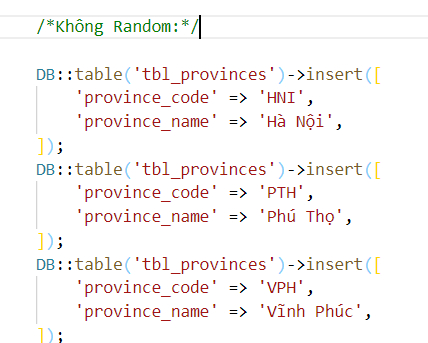 /*Không Random:*/
DB::table('tbl_provinces')->insert([
    'province_code' => 'HNI',
    'province_name' => 'Hà Nội',
]);
DB::table('tbl_provinces')->insert([
    'province_code' => 'PTH',
    'province_name' => 'Phú Thọ',
]);
DB::table('tbl_provinces')->insert([
    'province_code' => 'VPH',
    'province_name' => 'Vĩnh Phúc',
]);